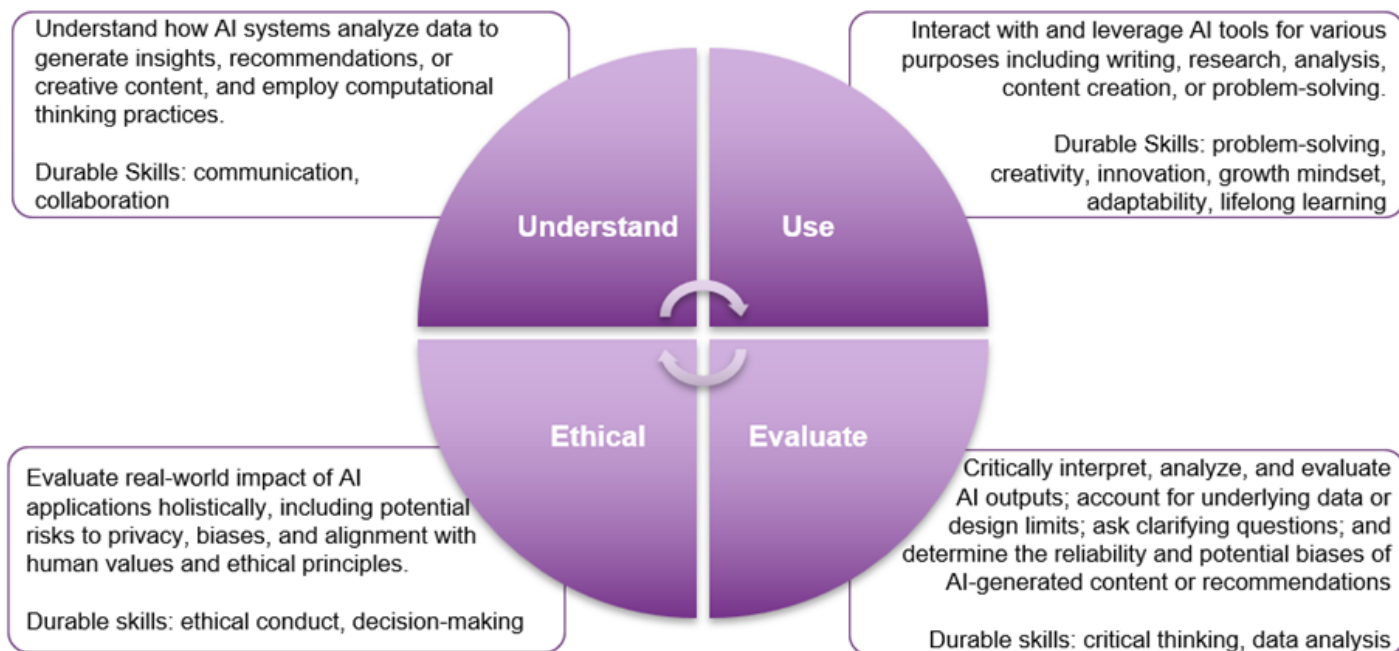 Understand how AI systems analyze data to
generate insights, recommendations, or
creative content, and employ computational
thinking practices.
Durable Skills: communication,
collaboration
Interact with and leverage AI tools for various
purposes including writing, research, analysis,
content creation, or problem-solving.
Durable Skills: problem-solving,
creativity, innovation, growth mindset,
adaptability, lifelong learning
Understand
Use
Ethical
Evaluate
Evaluate real-world impact of AI
applications holistically, including potential
risks to privacy, biases, and alignment with
human values and ethical principles.
Durable skills: ethical conduct, decision-making
Critically interpret, analyze, and evaluate
AI outputs; account for underlying data or
design limits; ask clarifying questions; and
determine the reliability and potential biases of
AI-generated content or recommendations
Durable skills: critical thinking, data analysis